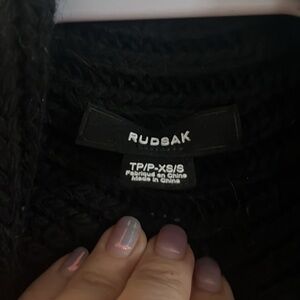 RUDSAK
TP/P-XS/S
Fabriqué en Chine
Made in China